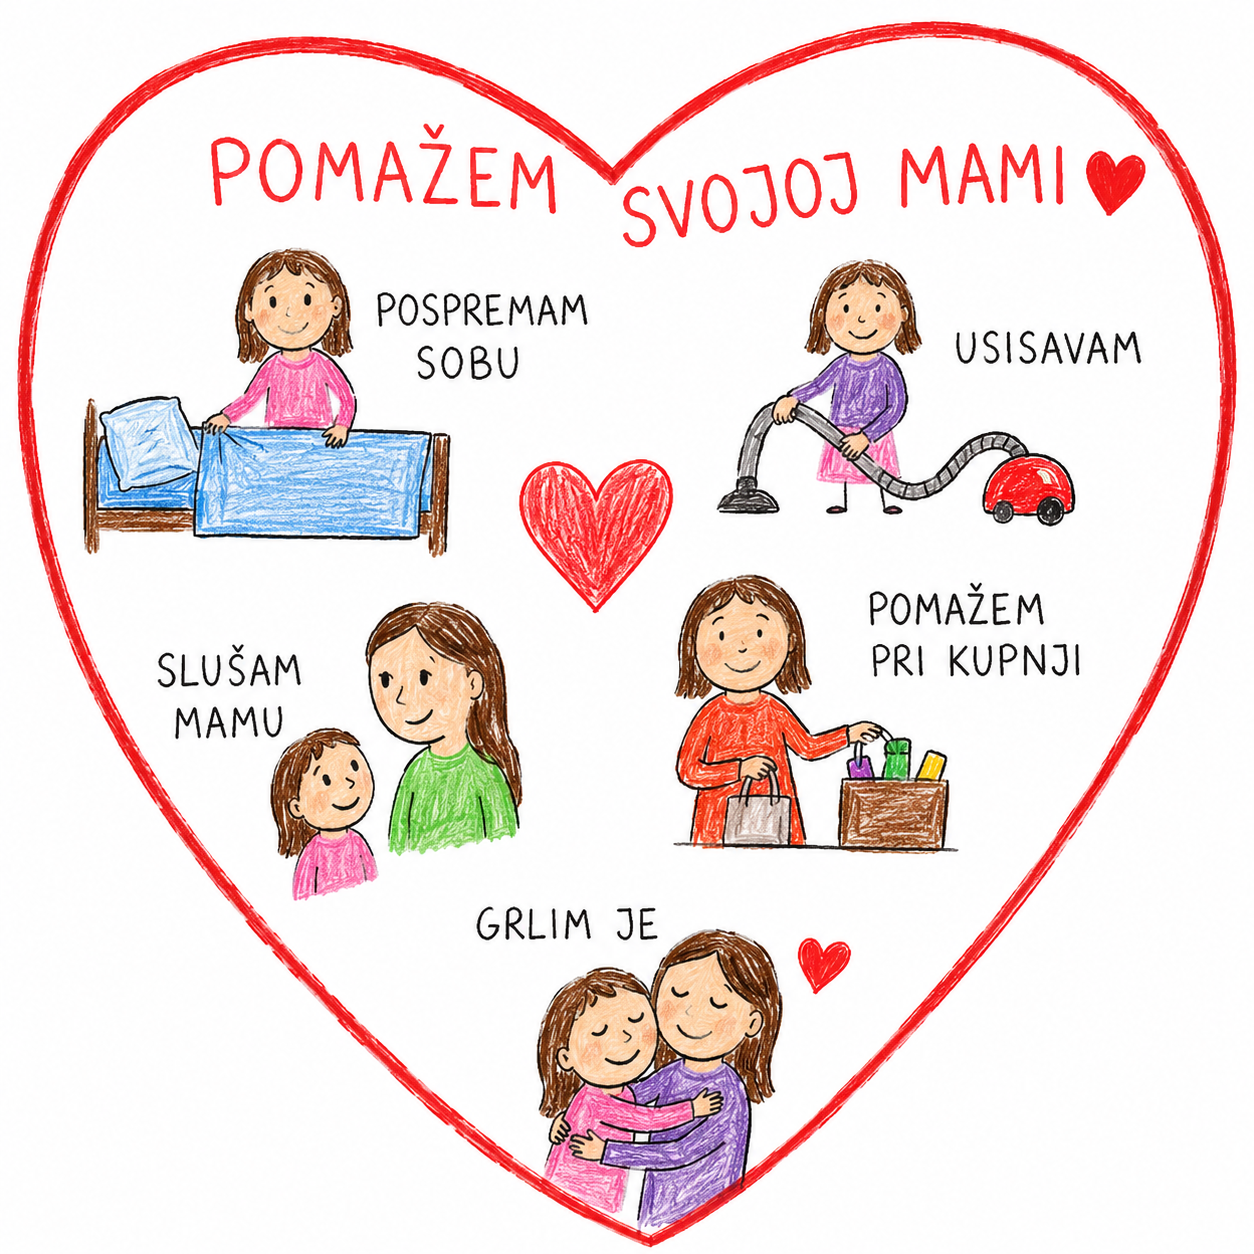 POMAŽEM SVOJOJ MAMI
POSPREMAM
SOBU
USISAVAM
SLUŠAM
MAMU
POMAŽEM
PRI KUPNJI
GRLIM JE